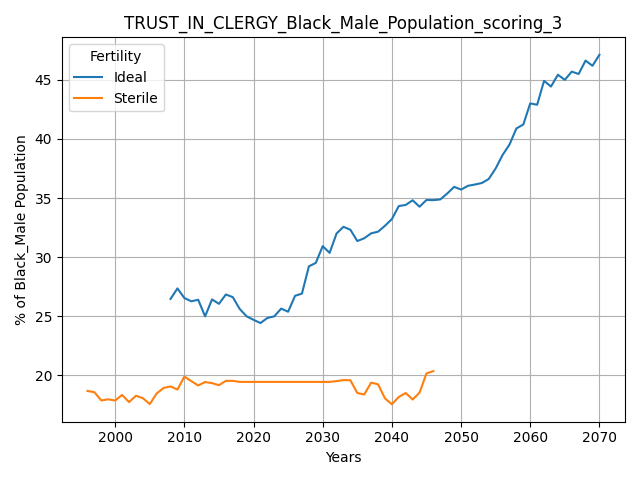 TRUST_IN_CLERGY_Black_Male_Population_scoring_3
Fertility
Ideal
Sterile
% of Black_Male Population
45
40
35
30
25
20
2000 2010 2020 2030 2040 2050 2060 2070
Years